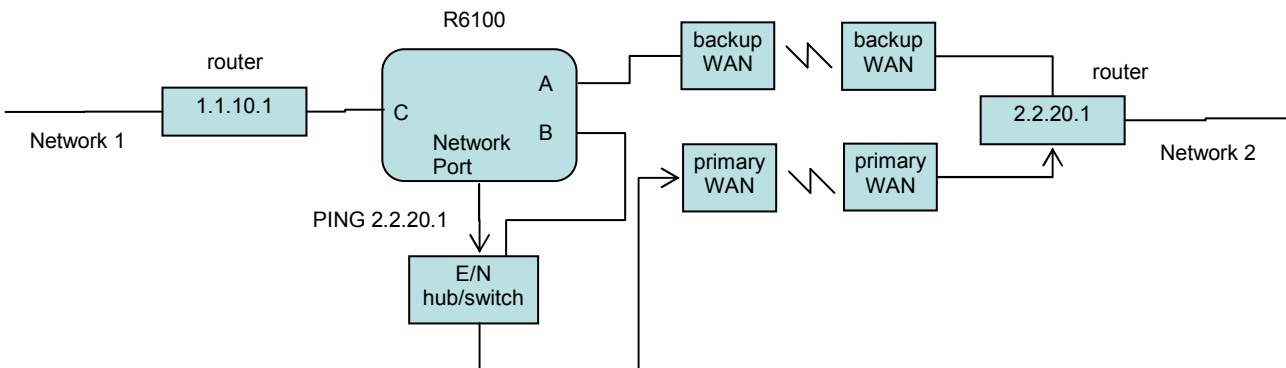 R6100
backup
WAN
backup
WAN
router
router
A
1.1.10.1
2.2.20.1
C
B
Network 1
Network
Port
primary
WAN
primary
WAN
Network 2
PING 2.2.20.1
E/N
hub/switch